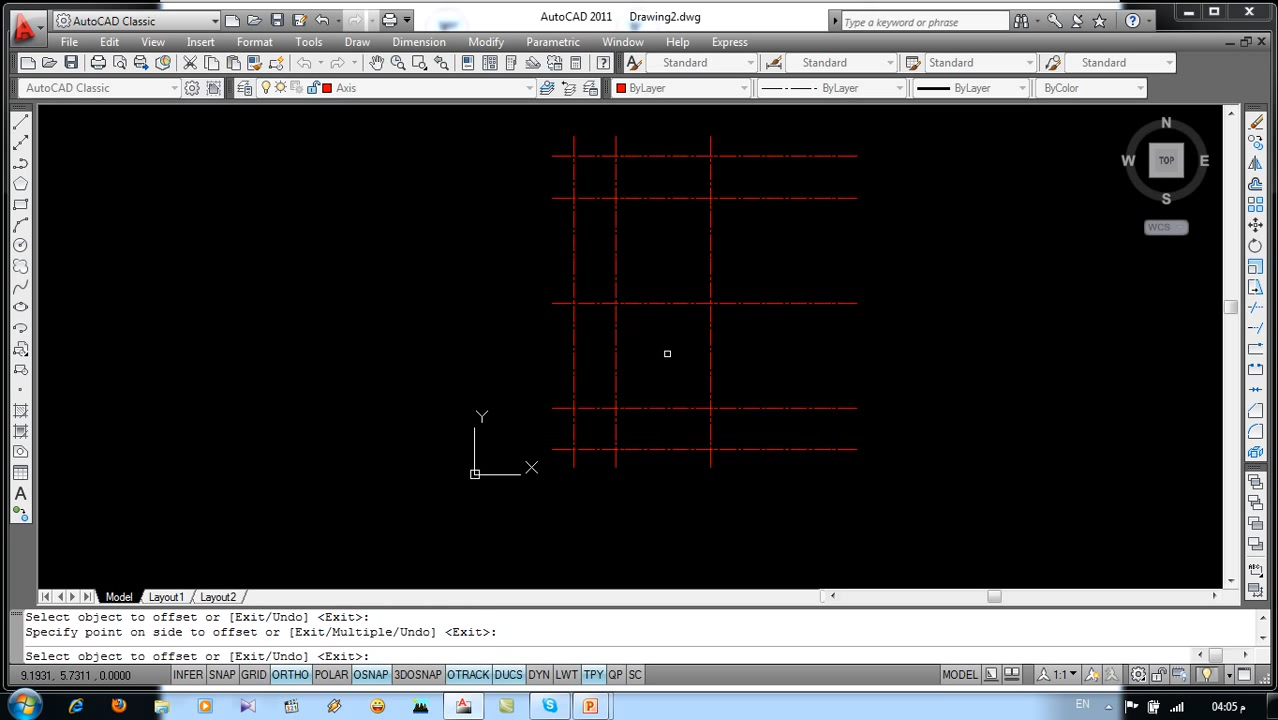 AutoCAD Classic
AutoCAD 2011 Drawing2.dwg
Type a keyword or phrase
File Edit View Insert Format Tools Draw Dimension Modify Parametric Window Help Express
Standard Standard Standard Standard
AutoCAD Classic Axis ByLayer ByLayer ByLayer ByColor
N
W TOP E
S
WCS
Y
X
Model Layout1 Layout2
Select object to offset or [Exit/Undo] <Exit>:
Specify point on side to offset or [Exit/Multiple/Undo] <Exit>:
Select object to offset or [Exit/Undo] <Exit>:
9.1931, 5.7311, 0.0000 INFER SNAP GRID ORTHO POLAR OSNAP 3DOSNAP OTRACK DUCS DYN LWT TPY QP SC MODEL 1:1
EN 04:05 م